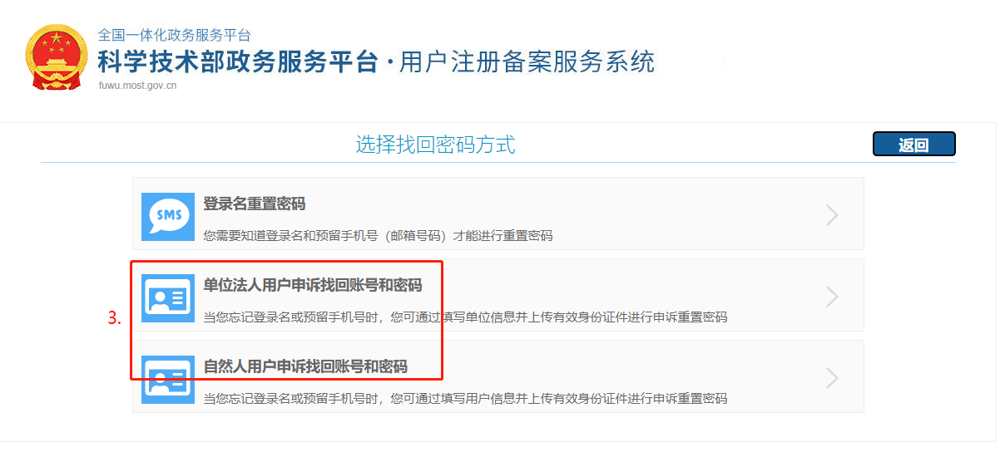 全国一体化政务服务平台
科学技术部政务服务平台·用户注册备案服务系统
fuwu.most.gov.cn
选择找回密码方式
返回
SMS
登录名重置密码
您需要知道登录名和预留手机号（邮箱号码）才能进行重置密码
3.
单位法人用户申诉找回账号和密码
当您忘记登录名或预留手机号时，您可通过填写单位信息并上传有效身份证件进行申诉重置密码
自然人用户申诉找回账号和密码
当您忘记登录名或预留手机号时，您可通过填写用户信息并上传有效身份证件进行申诉重置密码